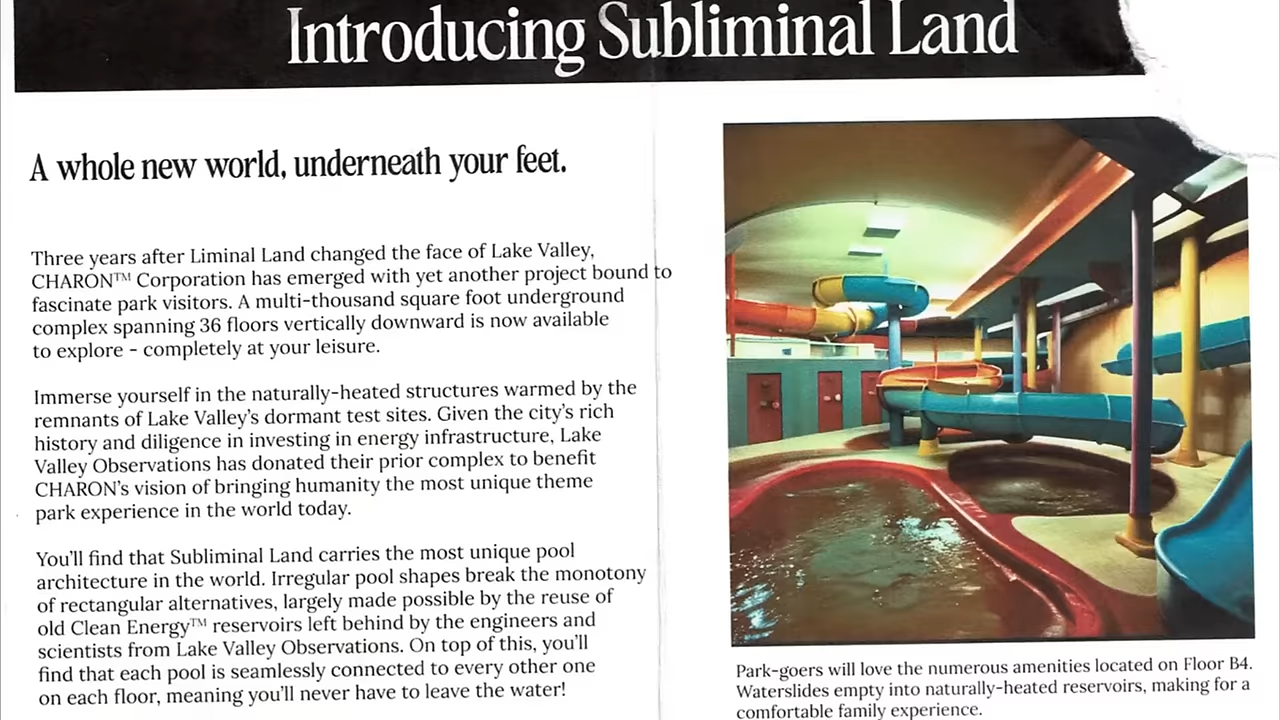 Introducing Subliminal Land
A whole new world, underneath your feet.
Three years after Liminal Land changed the face of Lake Valley,
CHARON™ Corporation has emerged with yet another project bound to
fascinate park visitors. A multi-thousand square foot underground
complex spanning 36 floors vertically downward is now available
to explore - completely at your leisure.
Immerse yourself in the naturally-heated structures warmed by the
remnants of Lake Valley's dormant test sites. Given the city's rich
history and diligence in investing in energy infrastructure, Lake
Valley Observations has donated their prior complex to benefit
CHARON's vision of bringing humanity the most unique theme
park experience in the world today.
You'll find that Subliminal Land carries the most unique pool
architecture in the world. Irregular pool shapes break the monotony
of rectangular alternatives, largely made possible by the reuse of
old Clean Energy™ reservoirs left behind by the engineers and
scientists from Lake Valley Observations. On top of this, you'll
find that each pool is seamlessly connected to every other one
on each floor, meaning you'll never have to leave the water!
Park-goers will love the numerous amenities located on Floor B4.
Waterslides empty into naturally-heated reservoirs, making for a
comfortable family experience.